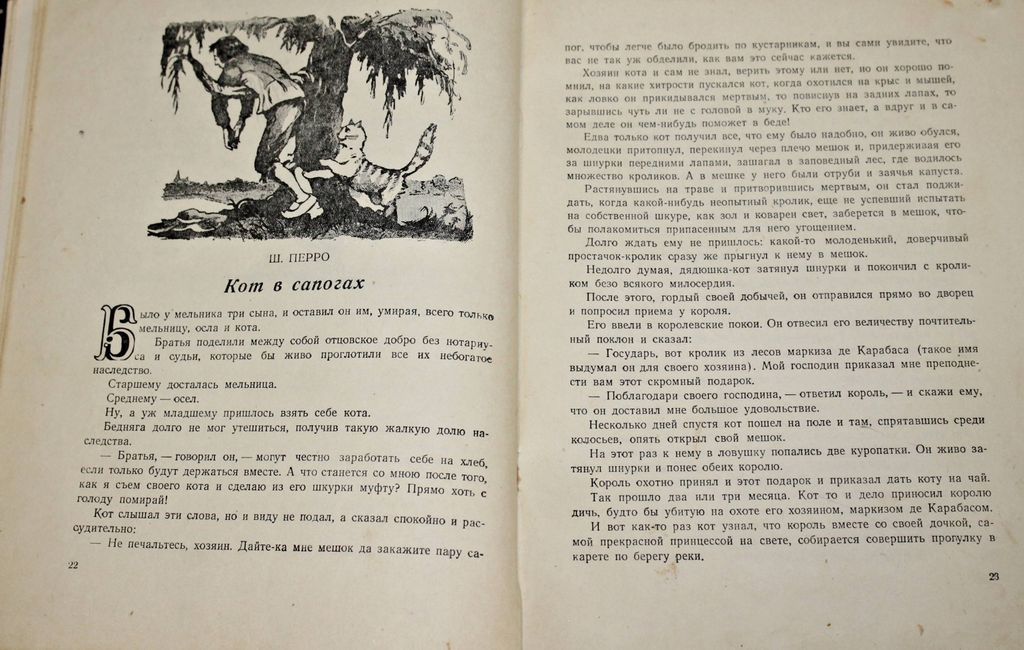 Ш. ПЕРРО
Кот в сапогах
Было у мельника три сына, и оставил он им, умирая, всего только
мельницу, осла и кота.
Братья поделили между собой отцовское добро без нотариу-
са и судьи, которые бы живо проглотили все их небогатое
наследство.
Старшему досталась мельница.
Среднему — осел.
Ну, а уж младшему пришлось взять себе кота.
Бедняга долго не мог утешиться, получив такую жалкую долю на-
следства.
— Братья, — говорил он, — могут честно заработать себе на хлеб,
если только будут держаться вместе. А что станется со мною после того,
как я съем своего кота и сделаю из его шкурки муфту? Прямо хоть с
голоду помирай!
Кот слышал эти слова, но и виду не подал, а сказал спокойно и рас-
судительно:
— Не печальтесь, хозяин. Дайте-ка мне мешок да закажите пару са-
22
пог, чтобы легче было бродить по кустарникам, и вы сами увидите, что
вас не так уж обделили, как вам это сейчас кажется.
Хозяин кота и сам не знал, верить этому или нет, но он хорошо по-
мнил, на какие хитрости пускался кот, когда охотился на крыс и мышей,
как ловко он прикидывался мертвым, то повиснув на задних лапах, то
зарывшись чуть ли не с головой в муку. Кто его знает, а вдруг и в са-
мом деле он чем-нибудь поможет в беде!
Едва только кот получил все, что ему было надобно, он живо обулся,
молодецки притопнул, перекинул через плечо мешок и, придерживая его
за шнурки передними лапами, зашагал в заповедный лес, где водилось
множество кроликов. А в мешке у него были отруби и заячья капуста.
Растянувшись на траве и притворившись мертвым, он стал поджи-
дать, когда какой-нибудь неопытный кролик, еще не успевший испытать
на собственной шкуре, как зол и коварен свет, заберется в мешок, что-
бы полакомиться припасенным для него угощением.
Долго ждать ему не пришлось: какой-то молоденький, доверчивый
простачок-кролик сразу же прыгнул к нему в мешок.
Недолго думая, дядюшка-кот затянул шнурки и покончил с кроли-
ком безо всякого милосердия.
После этого, гордый своей добычей, он отправился прямо во дворец
и попросил приема у короля.
Его ввели в королевские покои. Он отвесил его величеству почтитель-
ный поклон и сказал:
— Государь, вот кролик из лесов маркиза де Карабаса (такое имя
выдумал он для своего хозяина). Мой господин приказал мне преподне-
сти вам этот скромный подарок.
— Поблагодари своего господина, — ответил король, — и скажи ему,
что он доставил мне большое удовольствие.
Несколько дней спустя кот пошел на поле и там, спрятавшись среди
колосьев, опять открыл свой мешок.
На этот раз к нему в ловушку попались две куропатки. Он живо за-
тянул шнурки и понес обеих королю.
Король охотно принял и этот подарок и приказал дать коту на чай.
Так прошло два или три месяца. Кот то и дело приносил королю
дичь, будто бы убитую на охоте его хозяином, маркизом де Карабасом.
И вот как-то раз кот узнал, что король вместе со своей дочкой, са-
мой прекрасной принцессой на свете, собирается совершить прогулку в
карете по берегу реки.
23